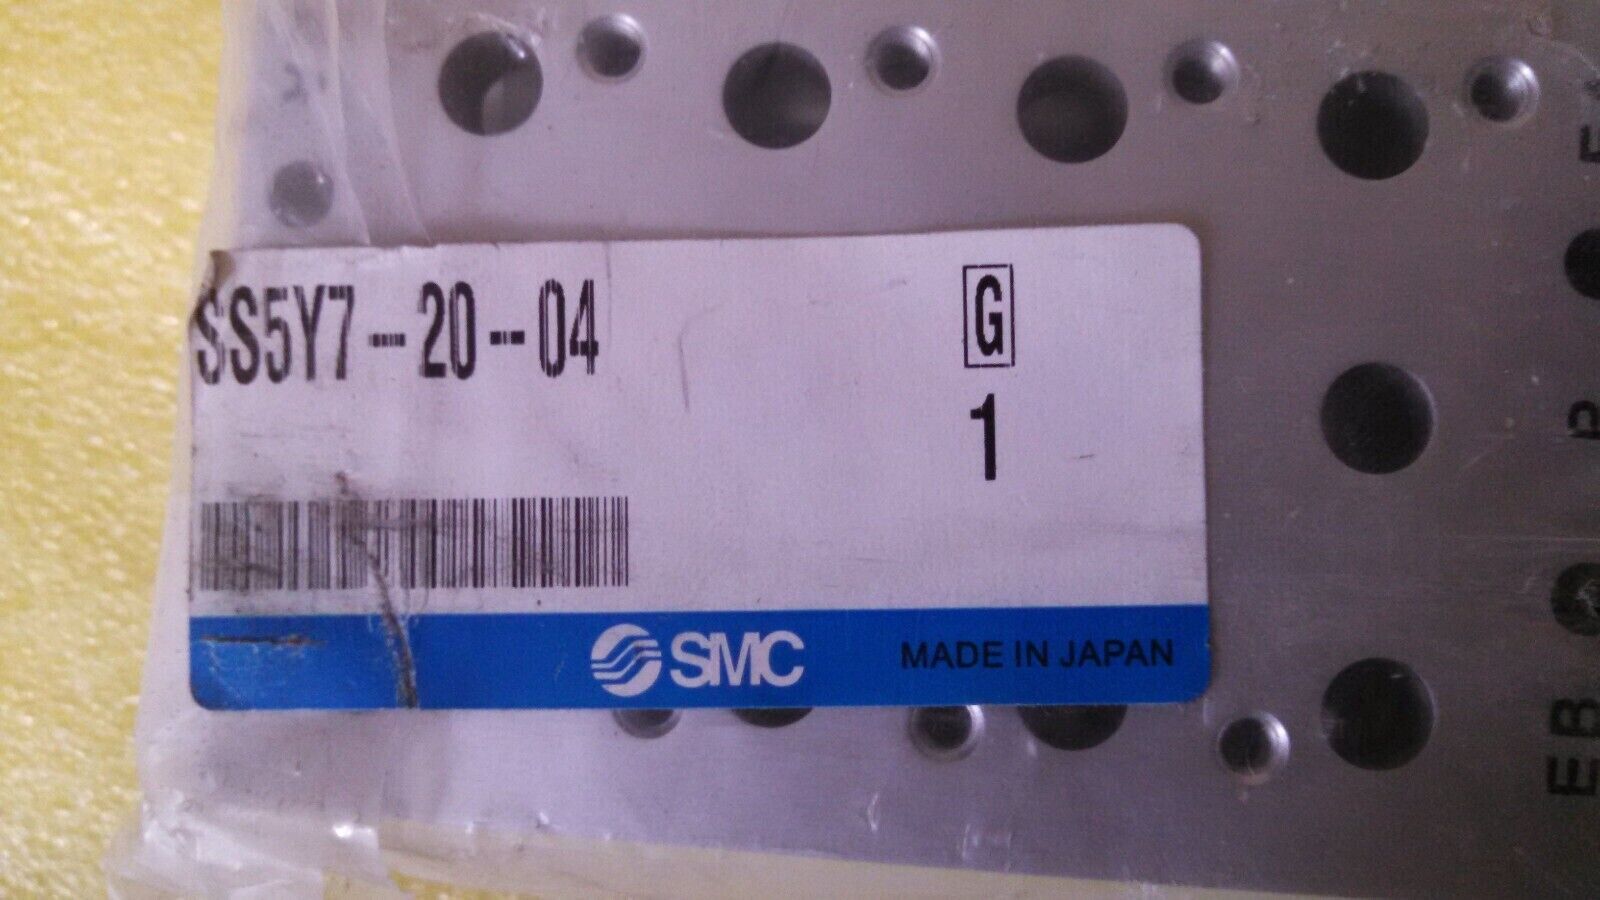 SS5Y7-20-04
G
1
SMC
MADE IN JAPAN
P
EB